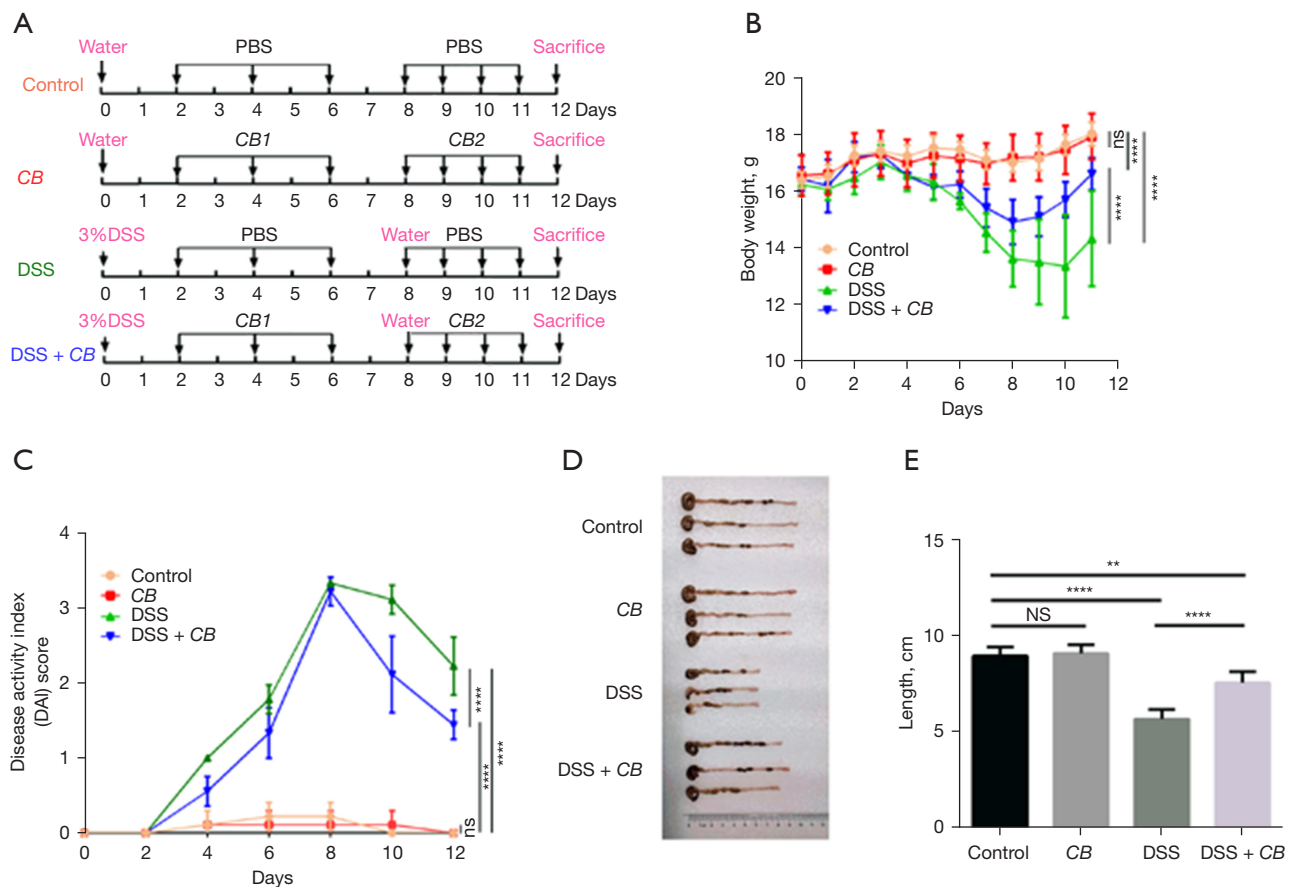 A
Water PBS PBS Sacrifice
Control
0 1 2 3 4 5 6 7 8 9 10 11 12 Days
Water CB1 CB2 Sacrifice
CB
0 1 2 3 4 5 6 7 8 9 10 11 12 Days
3%DSS PBS Water PBS Sacrifice
DSS
0 1 2 3 4 5 6 7 8 9 10 11 12 Days
3%DSS CB1 Water CB2 Sacrifice
DSS + CB
0 1 2 3 4 5 6 7 8 9 10 11 12 Days
B
Body weight, g
20
18
16
14
12
10
0 2 4 6 8 10 12
Days
Control
CB
DSS
DSS + CB
ns
****
****
****
C
Disease activity index
(DAI) score
4
3
2
1
0
0 2 4 6 8 10 12
Days
Control
CB
DSS
DSS + CB
****
****
****
ns
D
Control
CB
DSS
DSS + CB
E
Length, cm
15
10
5
0
**
****
NS
****
Control CB DSS DSS + CB